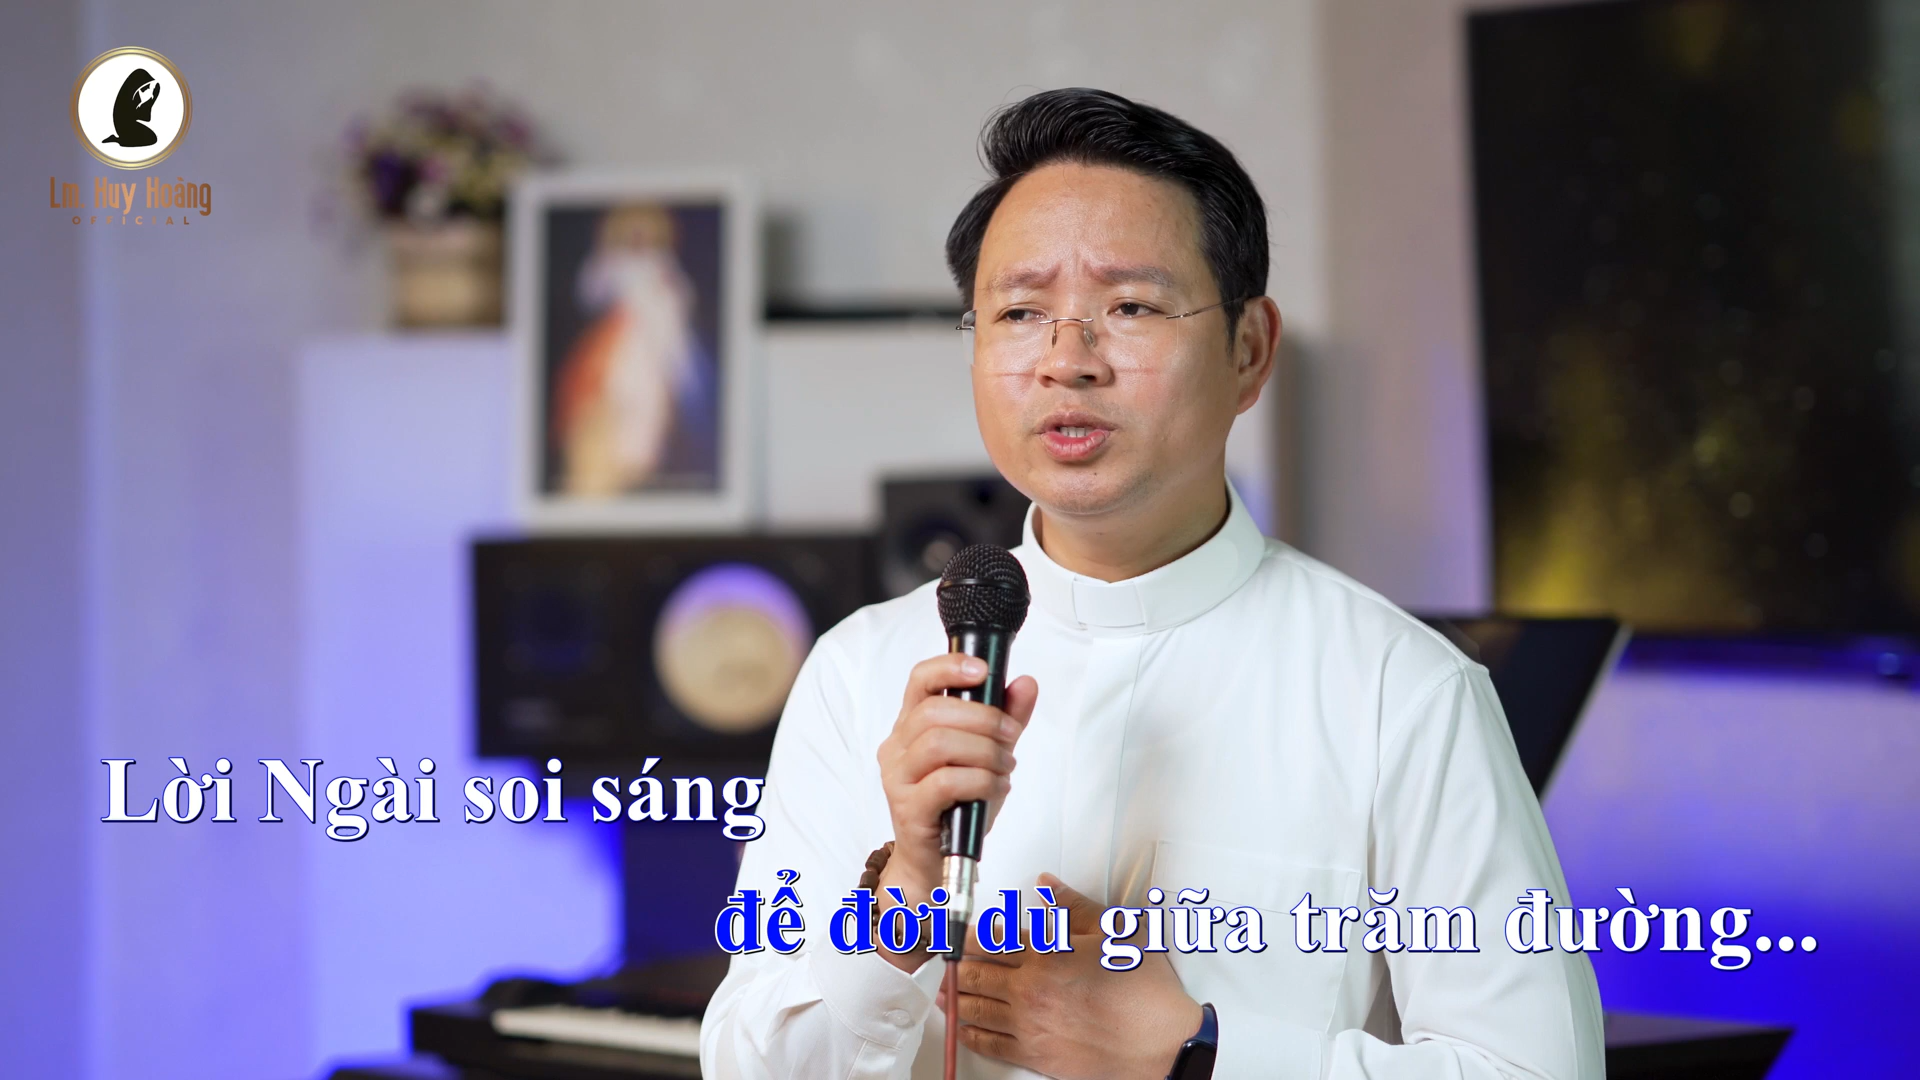 Lm. Huy Hoàng
OFFICIAL
Lời Ngài soi sáng
để đời dù giữa trăm đường...